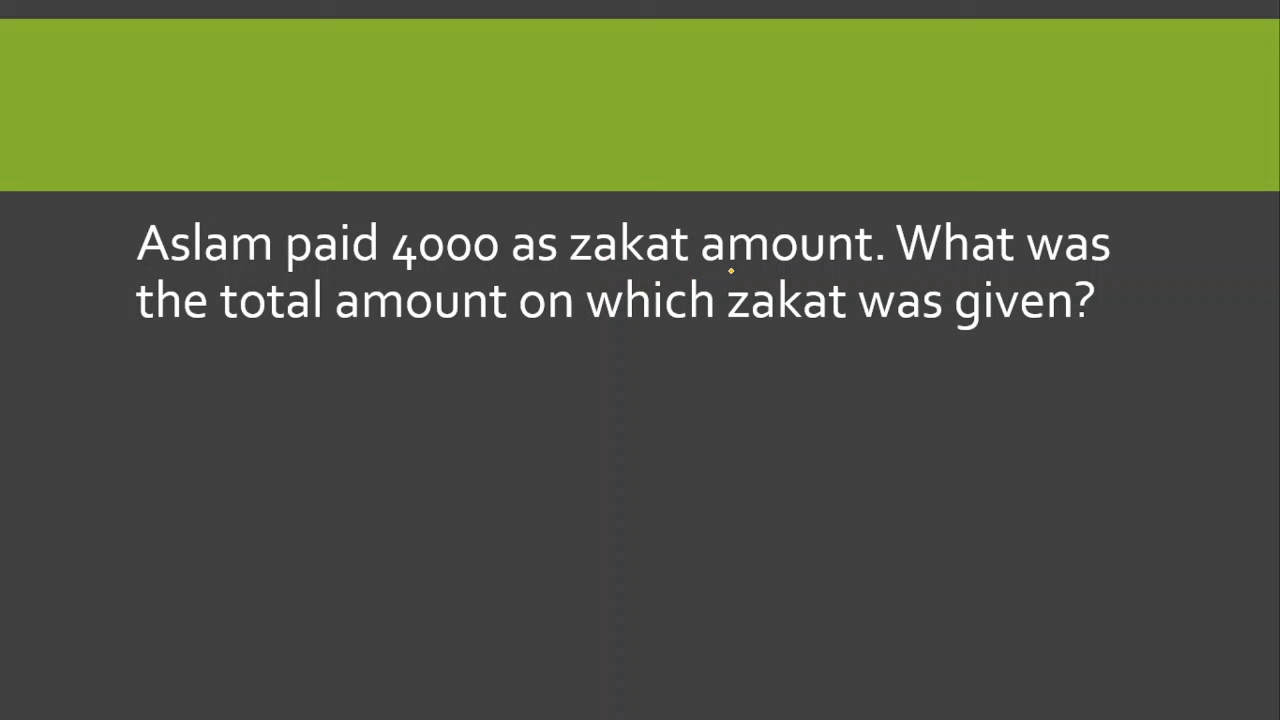 Aslam paid 4000 as zakat amount. What was
the total amount on which zakat was given?